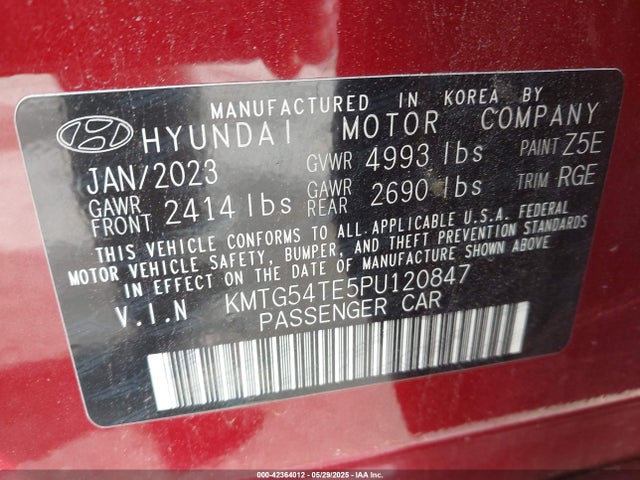 MANUFACTURED IN KOREA BY
HYUNDAI MOTOR COMPANY
JAN/2023 GVWR 4993 lbs PAINT Z5E
GAWR FRONT 2414 lbs GAWR REAR 2690 lbs TRIM RGE
THIS VEHICLE CONFORMS TO ALL APPLICABLE U.S.A. FEDERAL
MOTOR VEHICLE SAFETY, BUMPER, AND THEFT PREVENTION STANDARDS
IN EFFECT ON THE DATE OF MANUFACTURE SHOWN ABOVE
V.I.N KMTG54TE5PU120847
PASSENGER CAR
000-42364012 - 05/29/2025 - IAA Inc.